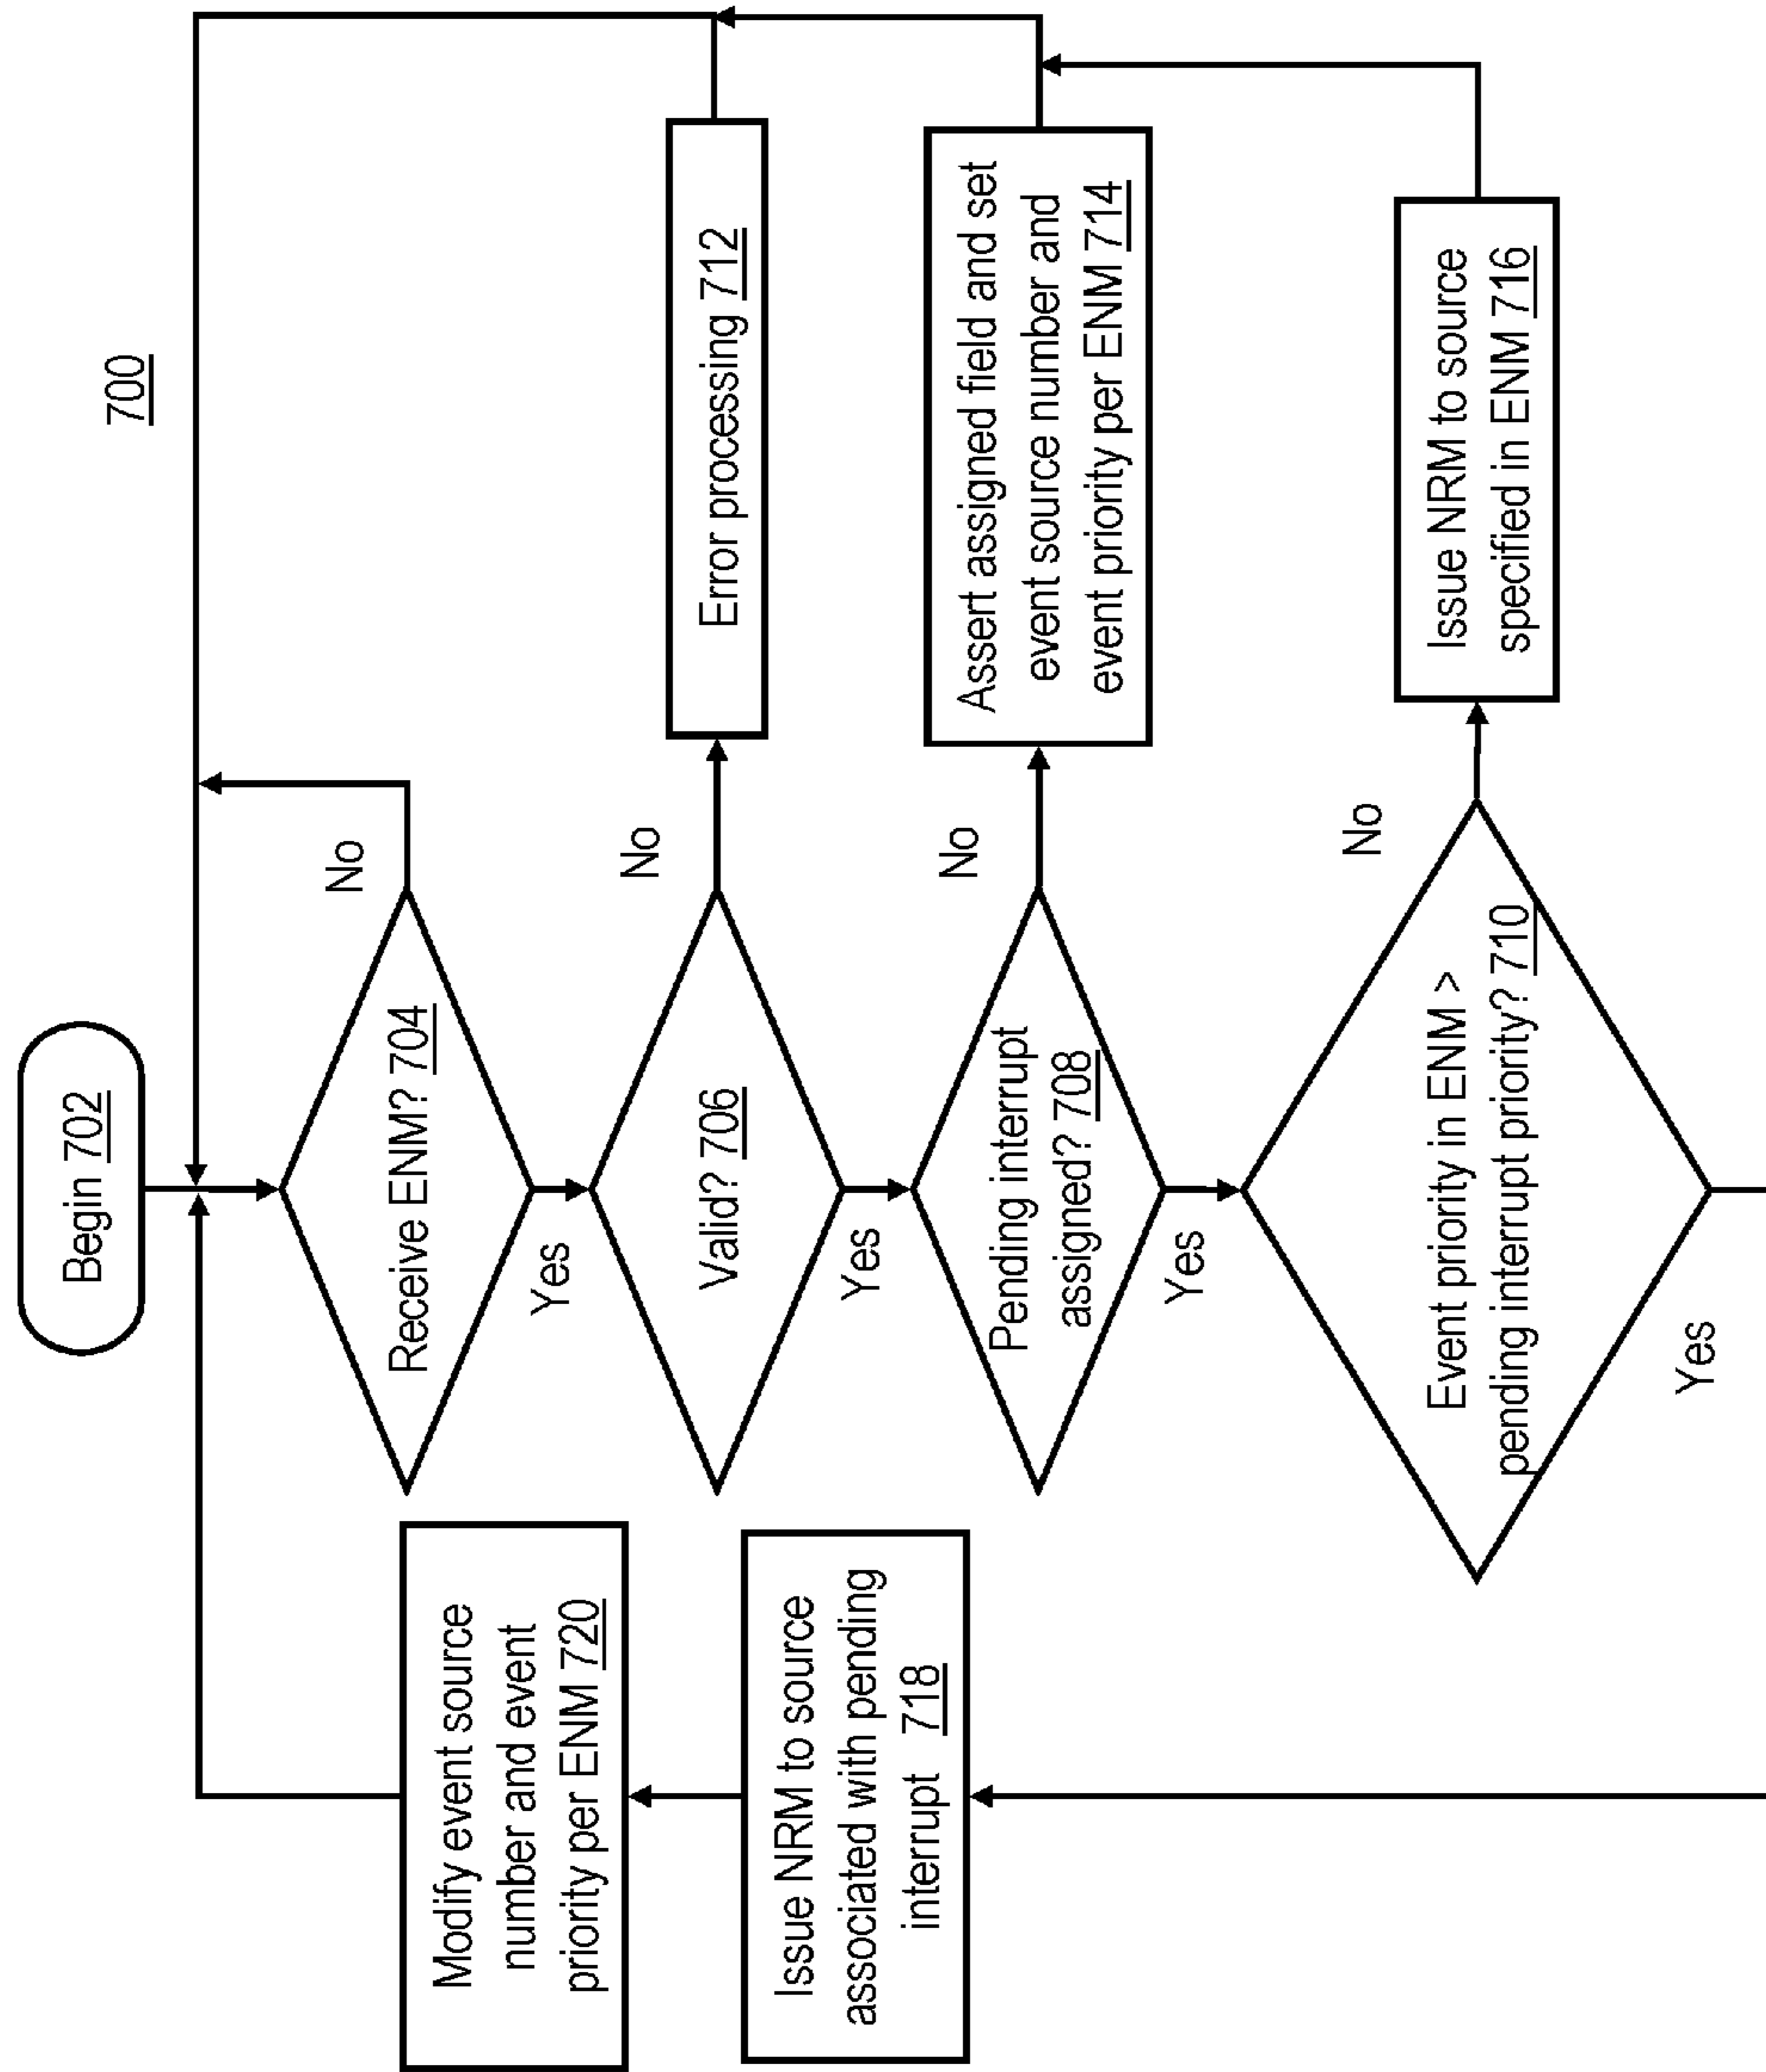 700
Begin 702
Receive ENM? 704
No
Yes
Valid? 706
No
Yes
Error processing 712
Pending interrupt
assigned? 708
No
Yes
Assert assigned field and set
event source number and
event priority per ENM 714
Event priority in ENM >
pending interrupt priority? 710
No
Yes
Issue NRM to source
specified in ENM 716
Issue NRM to source
associated with pending
interrupt 718
Modify event source
number and event
priority per ENM 720